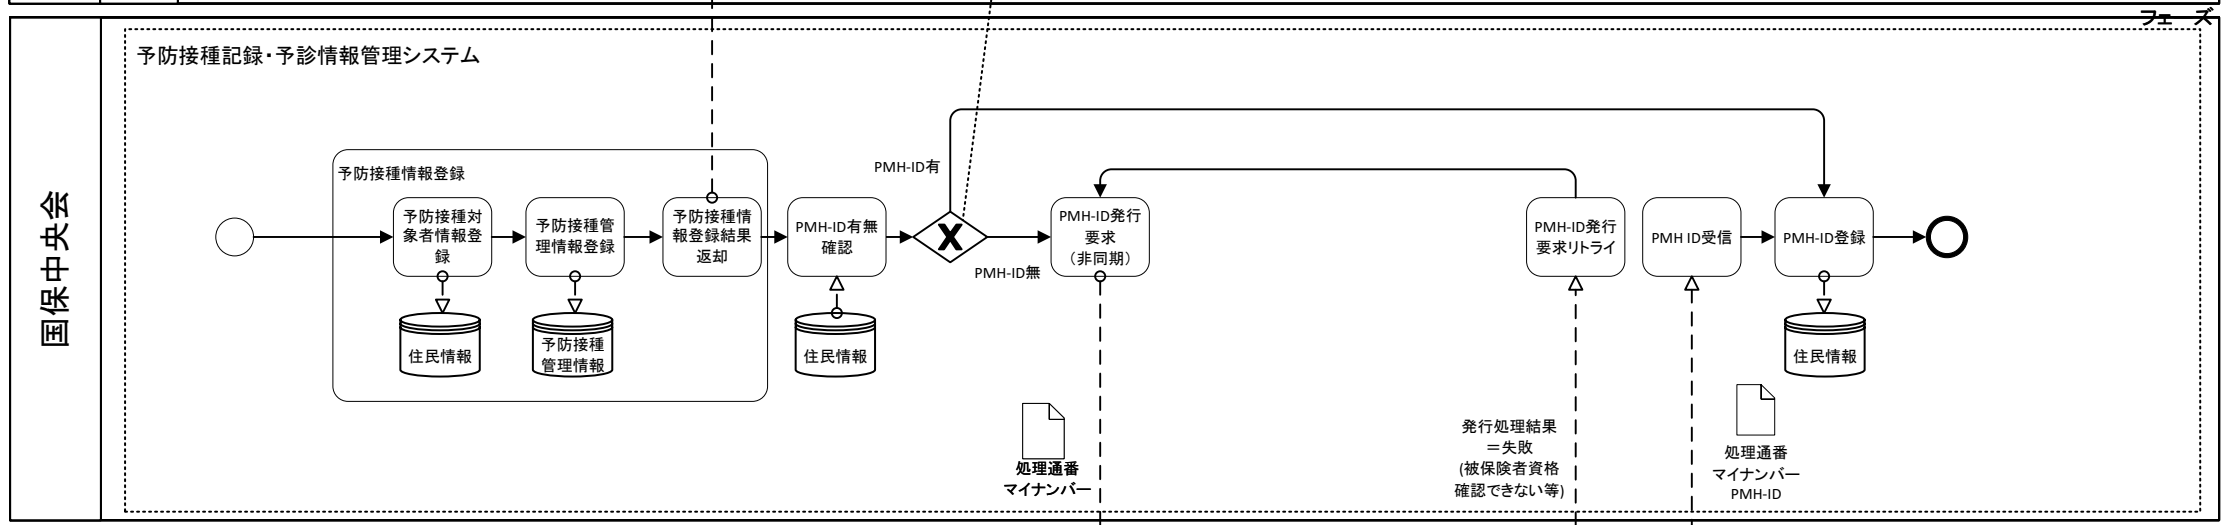 フェーズ
国保中央会
予防接種記録・予診情報管理システム
予防接種情報登録
予防接種対
象者情報登
録
予防接種管
理情報登録
予防接種情
報登録結果
返却
PMH-ID有無
確認
PMH-ID有
PMH-ID無
PMH-ID発行
要求
（非同期）
PMH-ID発行
要求リトライ
PMH ID受信
PMH-ID登録
住民情報
予防接種
管理情報
住民情報
住民情報
処理通番
マイナンバー
発行処理結果
＝失敗
(被保険者資格
確認できない等)
処理通番
マイナンバー
PMH-ID